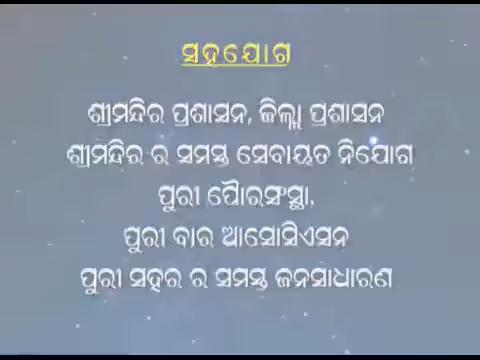 ସହଯୋଗ
ଶ୍ରୀମନ୍ଦିର ପ୍ରଶାସନ, ଜିଲ୍ଲା ପ୍ରଶାସନ
ଶ୍ରୀମନ୍ଦିର ର ସମସ୍ତ ସେବାୟତ ନିଯୋଗ
ପୁରୀ ପୌରସଂସ୍ଥା,
ପୁରୀ ବାର ଆସୋସିଏସନ
ପୁରୀ ସହର ର ସମସ୍ତ ଜନସାଧାରଣ